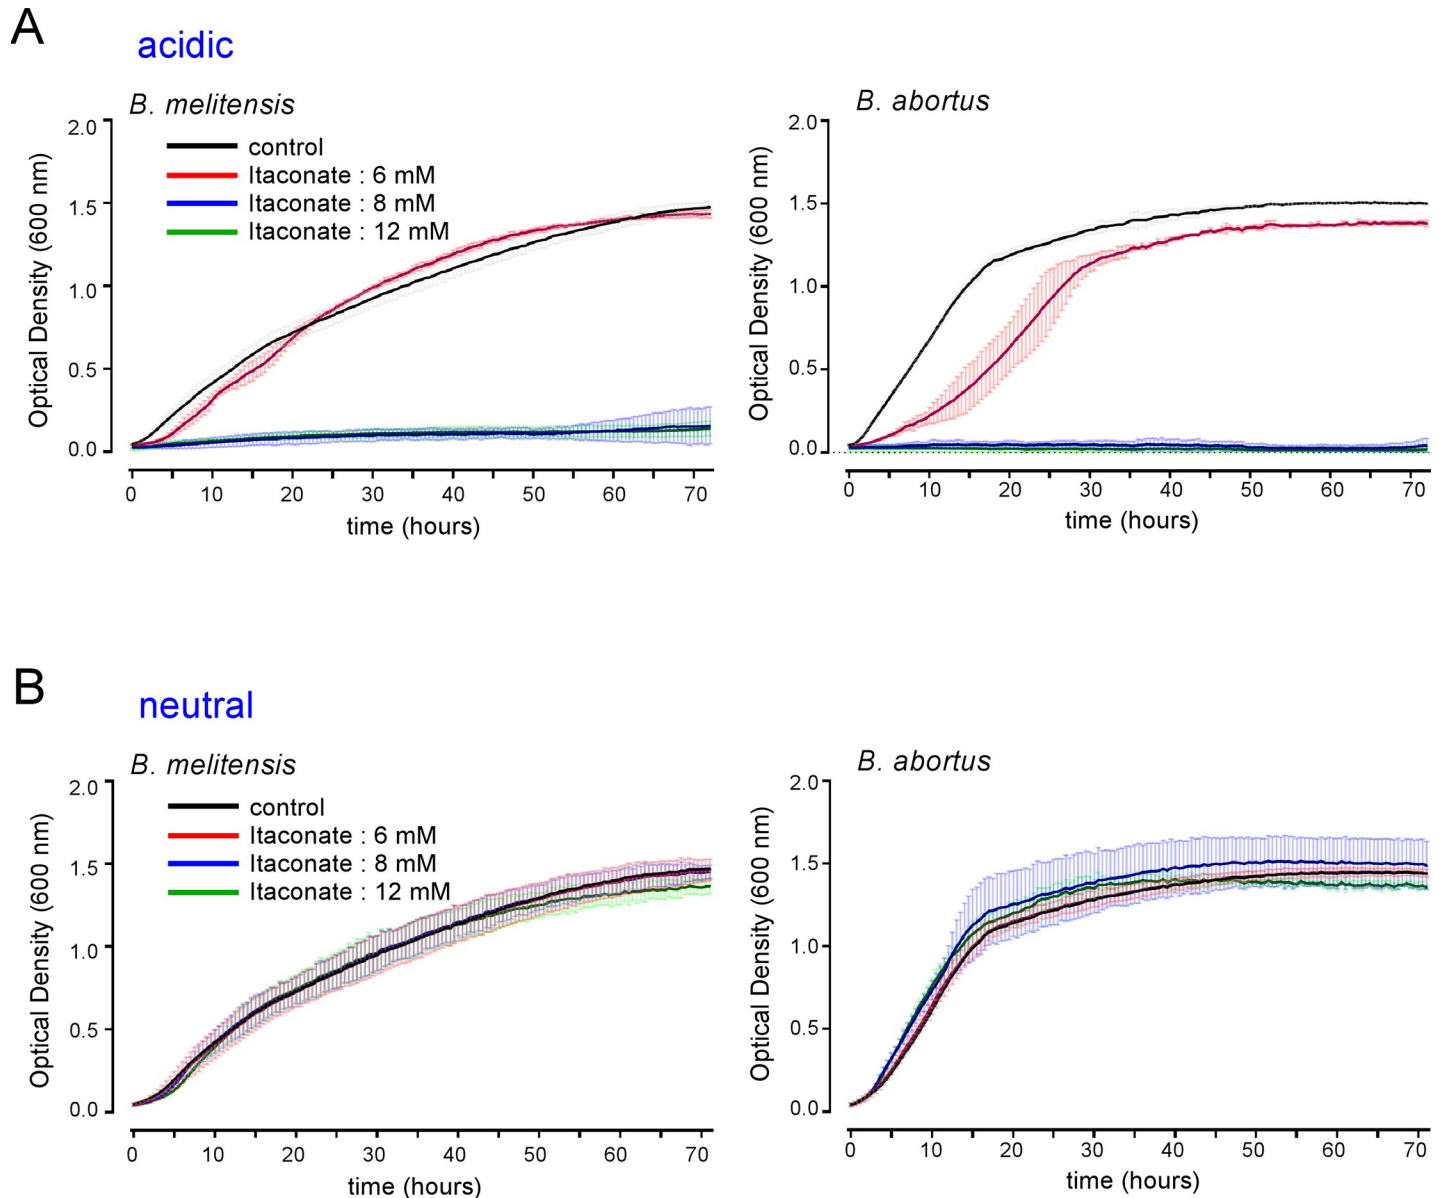 A
acidic
B. melitensis
control
Itaconate : 6 mM
Itaconate : 8 mM
Itaconate : 12 mM
Optical Density (600 nm)
2.0
1.5
1.0
0.5
0.0
0 10 20 30 40 50 60 70
time (hours)
B. abortus
Optical Density (600 nm)
2.0
1.5
1.0
0.5
0.0
0 10 20 30 40 50 60 70
time (hours)
B
neutral
B. melitensis
control
Itaconate : 6 mM
Itaconate : 8 mM
Itaconate : 12 mM
Optical Density (600 nm)
2.0
1.5
1.0
0.5
0.0
0 10 20 30 40 50 60 70
time (hours)
B. abortus
Optical Density (600 nm)
2.0
1.5
1.0
0.5
0.0
0 10 20 30 40 50 60 70
time (hours)